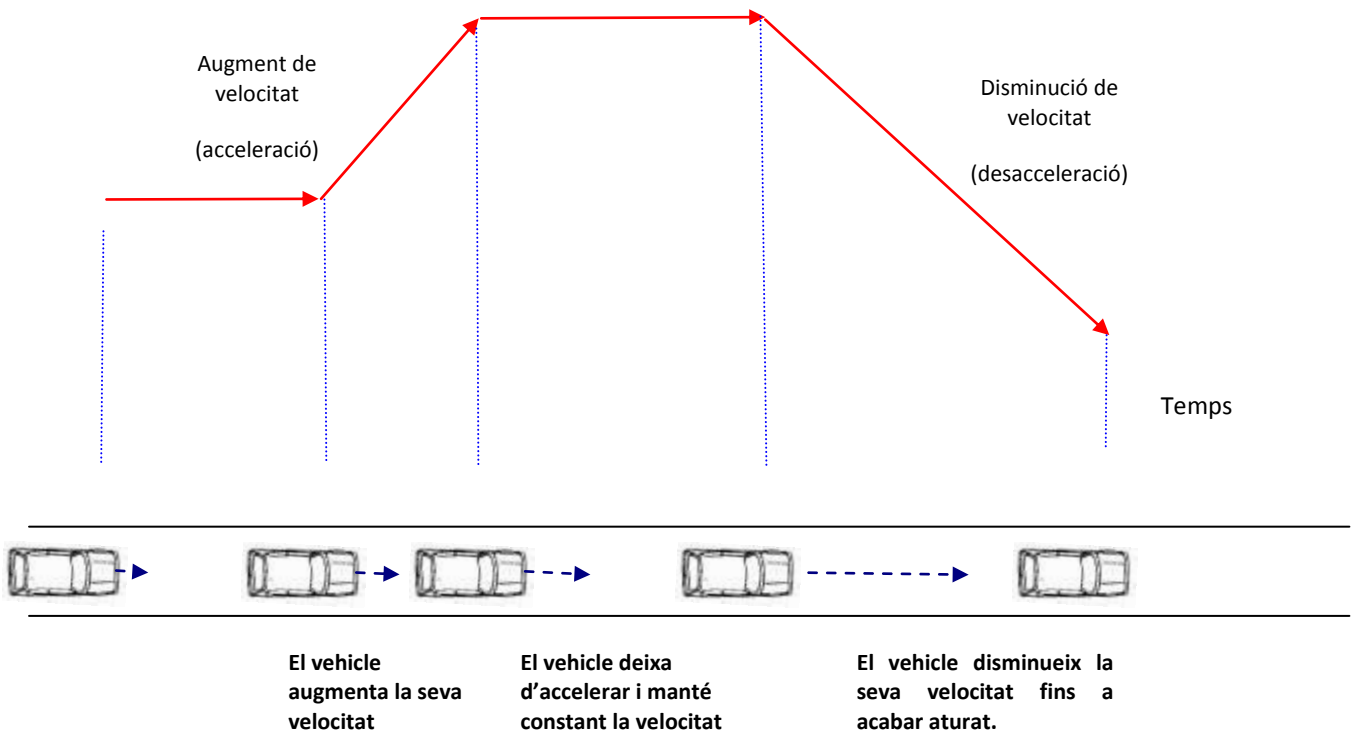 Augment de
velocitat
(acceleració)
Disminució de
velocitat
(desacceleració)
Temps
El vehicle
augmenta la seva
velocitat
El vehicle deixa
d’accelerar i manté
constant la velocitat
El vehicle disminueix la
seva velocitat fins a
acabar aturat.